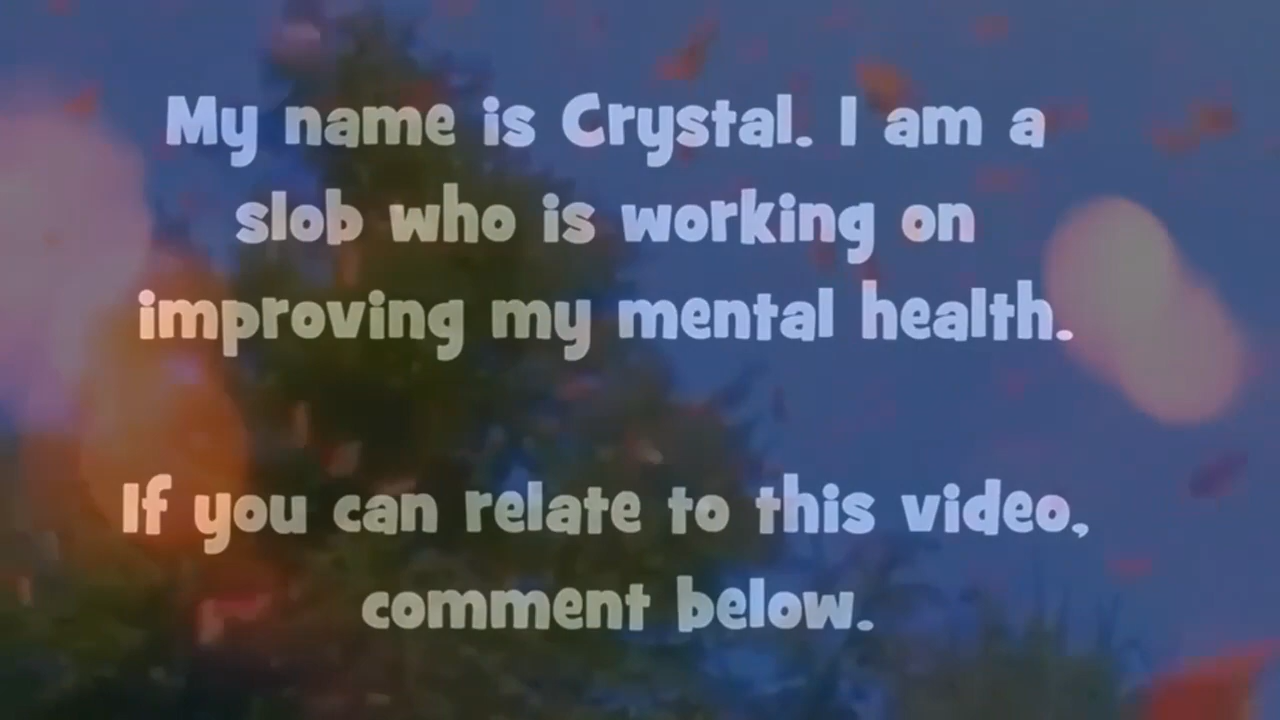 My name is Crystal. I am a
slob who is working on
improving my mental health.
If you can relate to this video,
comment below.